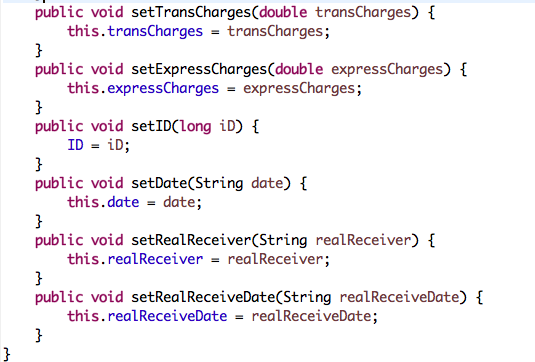 public void setTransCharges(double transCharges) {
this.transCharges = transCharges;
}
public void setExpressCharges(double expressCharges) {
this.expressCharges = expressCharges;
}
public void setID(long iD) {
ID = iD;
}
public void setDate(String date) {
this.date = date;
}
public void setRealReceiver(String realReceiver) {
this.realReceiver = realReceiver;
}
public void setRealReceiveDate(String realReceiveDate) {
this.realReceiveDate = realReceiveDate;
}
}